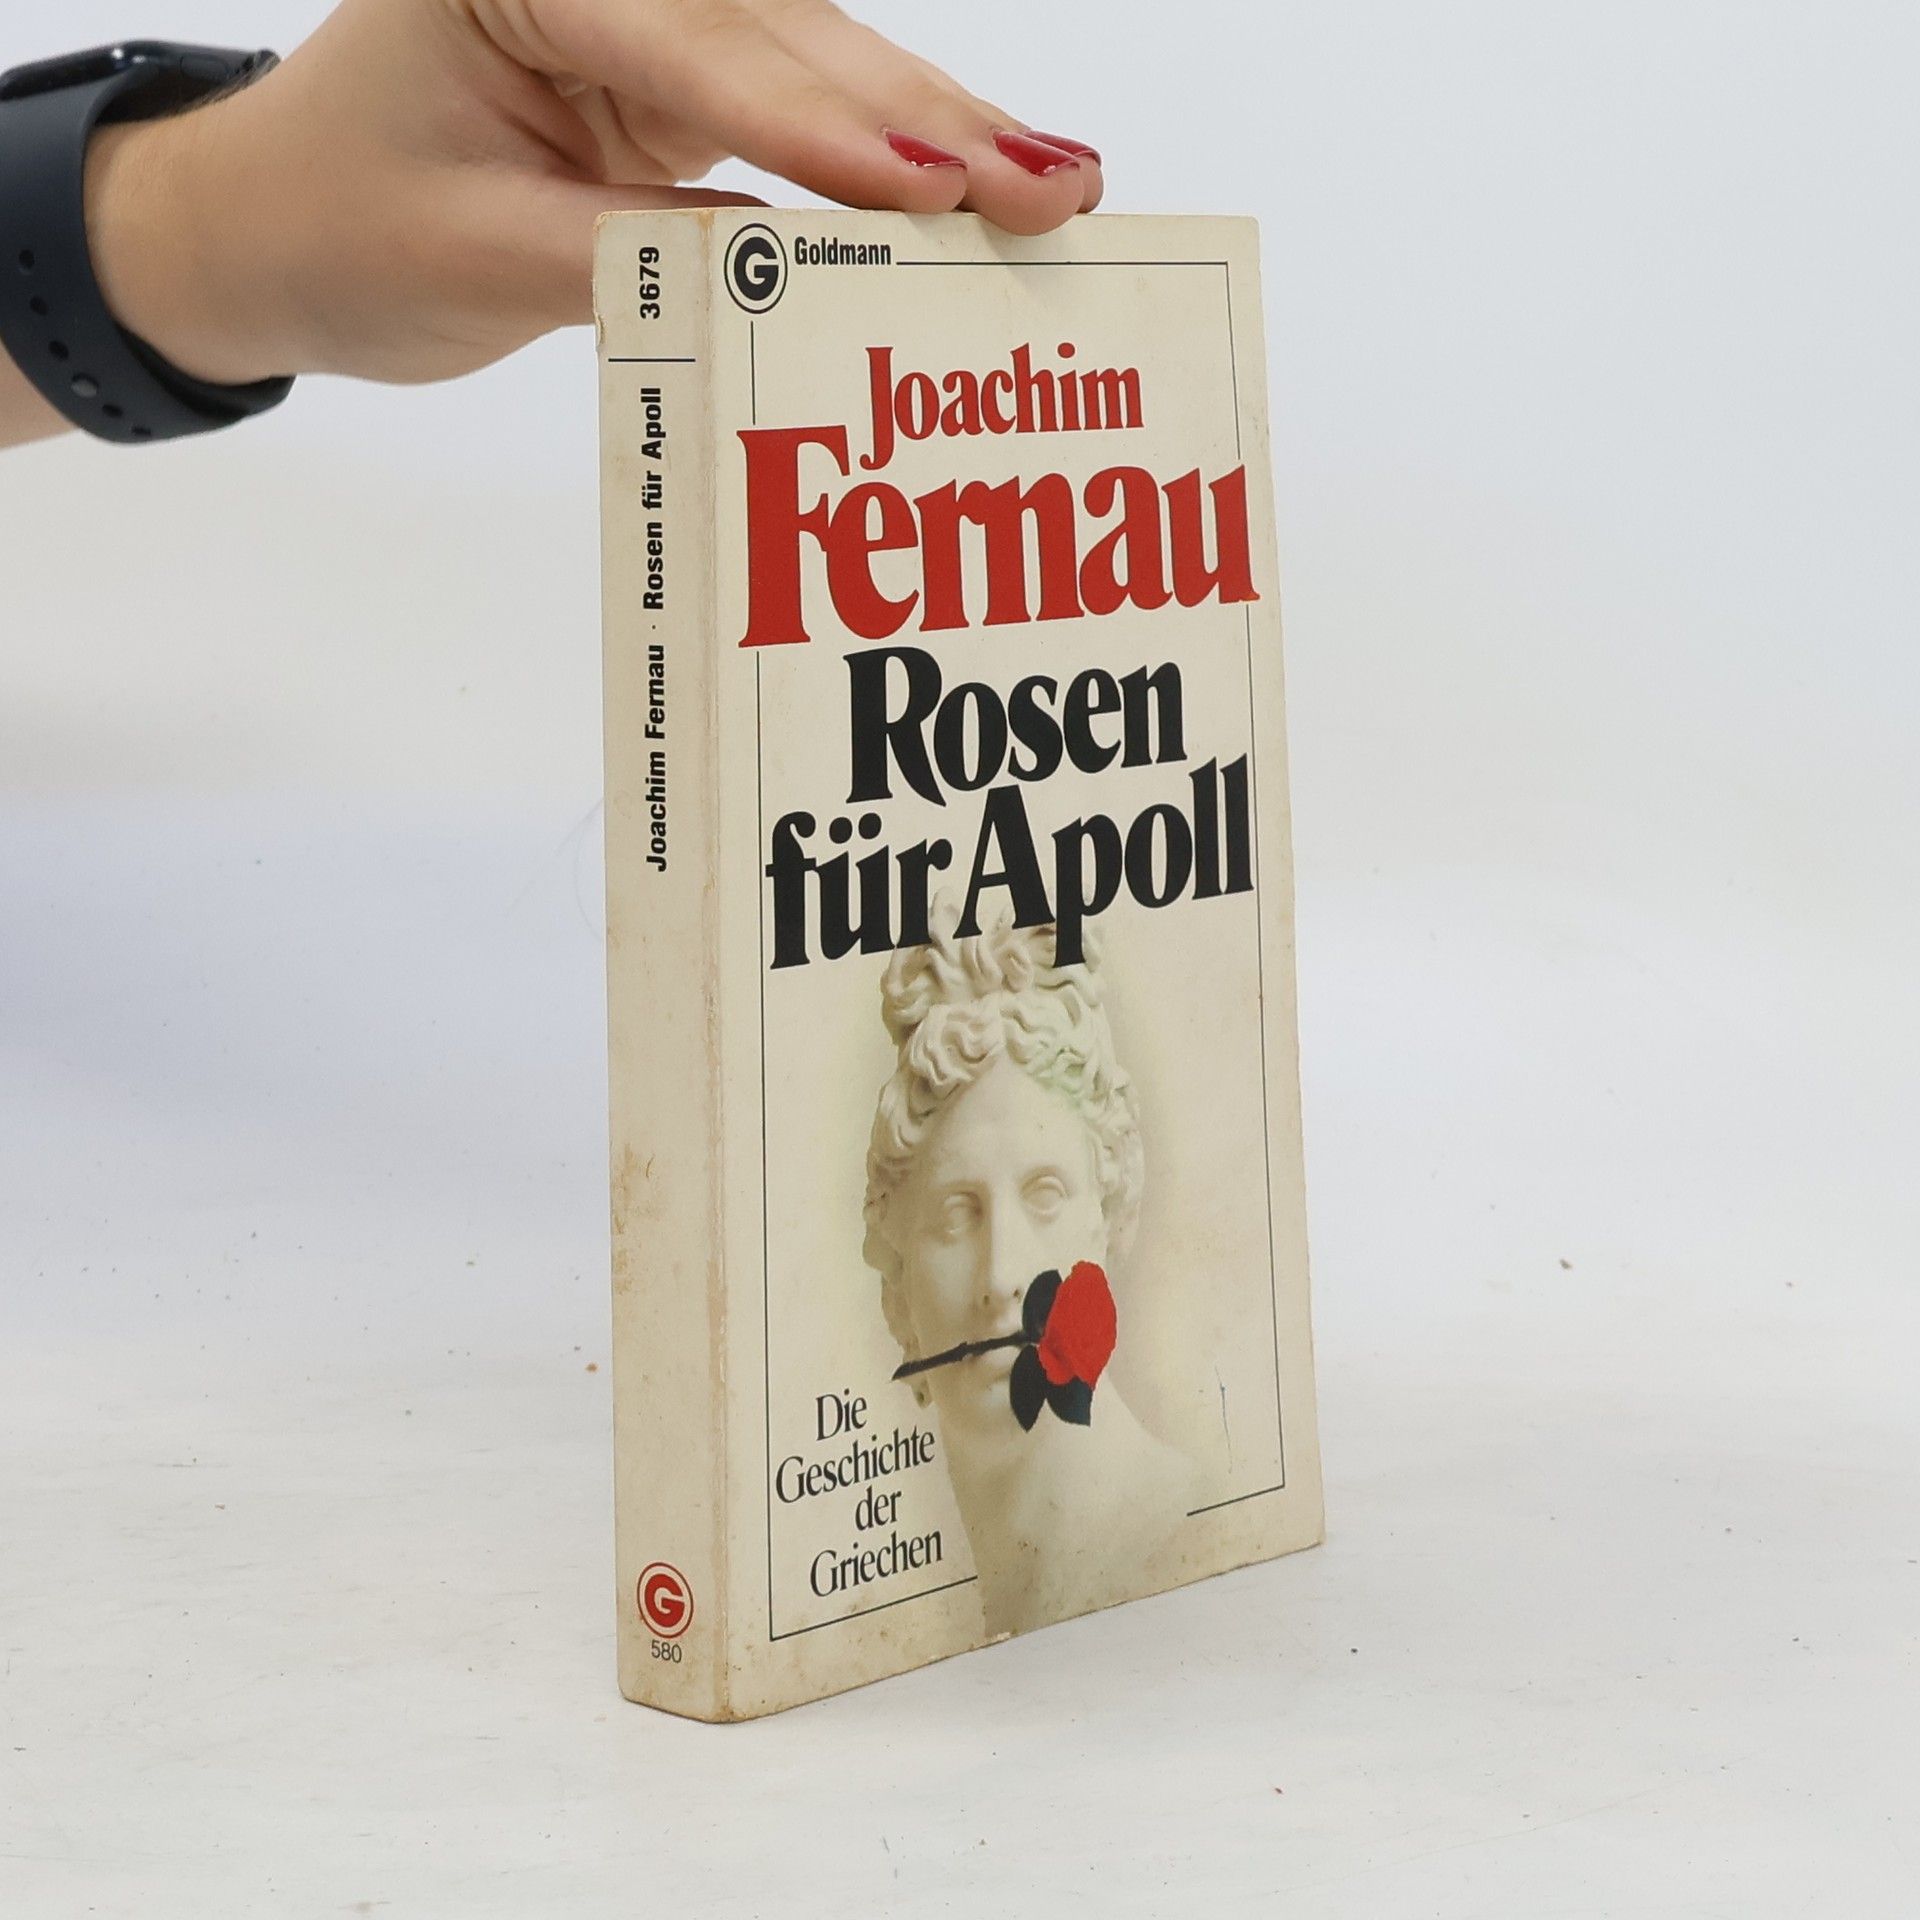 3679
Joachim Fernau · Rosen für Apoll
G
580
G Goldmann
Joachim
Fernau
Rosen
für Apoll
Die
Geschichte
der
Griechen